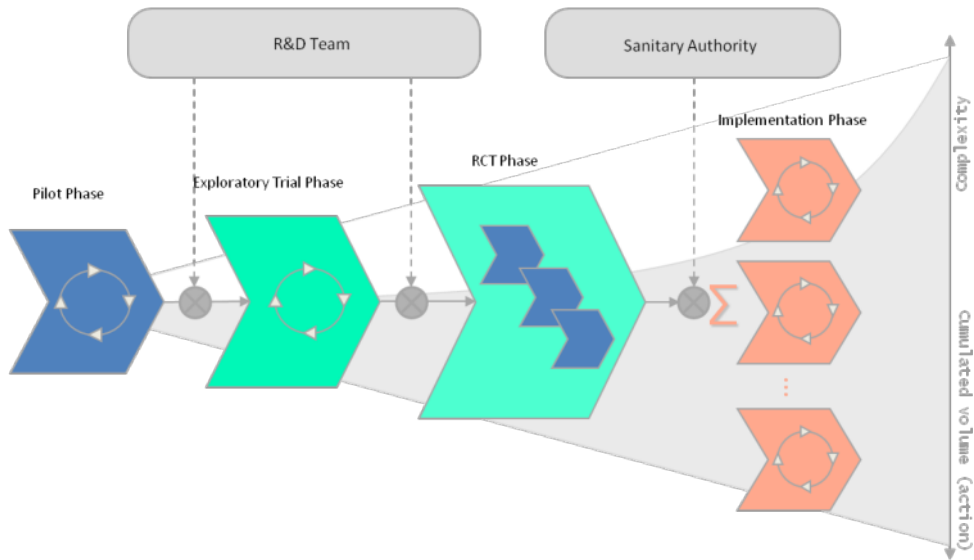 R&D Team
Sanitary Authority
Implementation Phase
RCT Phase
Exploratory Trial Phase
Pilot Phase
Σ
...
complexity
cumulated volume (action)